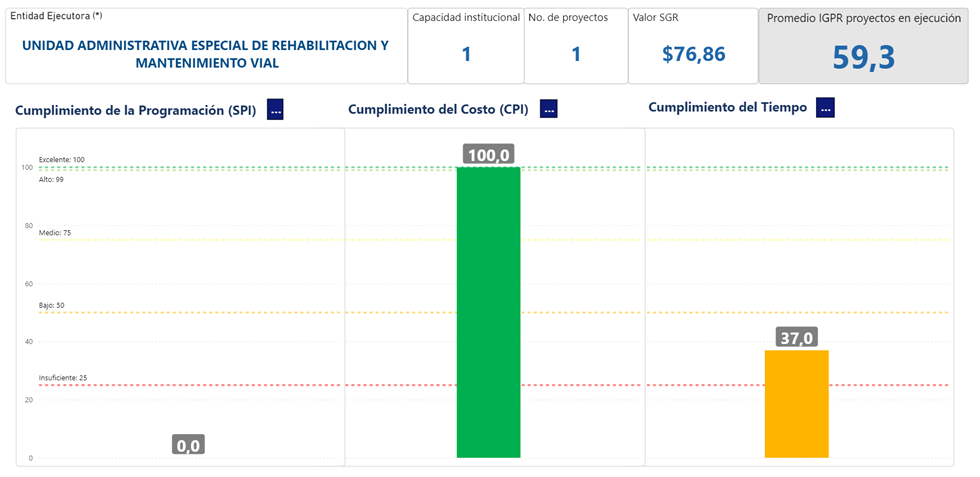 Entidad Ejecutora (*)
UNIDAD ADMINISTRATIVA ESPECIAL DE REHABILITACION Y
MANTENIMIENTO VIAL
Capacidad institucional
1
No. de proyectos
1
Valor SGR
$76,86
Promedio IGPR proyectos en ejecución
59,3
Cumplimiento de la Programación (SPI) ...
Cumplimiento del Costo (CPI) ...
Cumplimiento del Tiempo ...
Excelente: 100
100
Alto: 99
80
Medio: 75
60
Bajo: 50
40
Insuficiente: 25
20
0
0,0
100,0
37,0